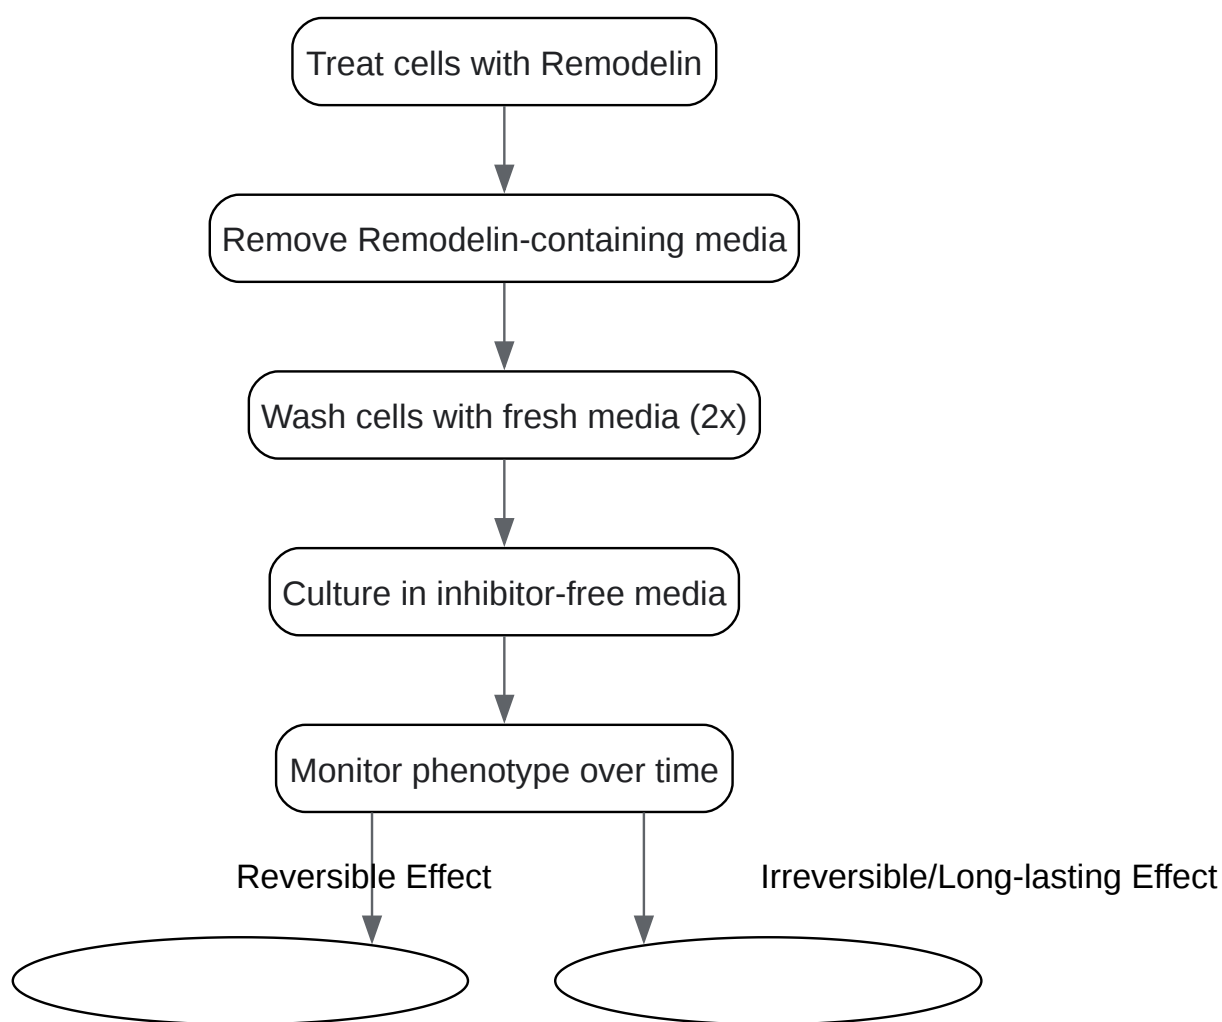 Treat cells with Remodelin
Remove Remodelin-containing media
Wash cells with fresh media (2x)
Culture in inhibitor-free media
Monitor phenotype over time
Reversible Effect
Irreversible/Long-lasting Effect